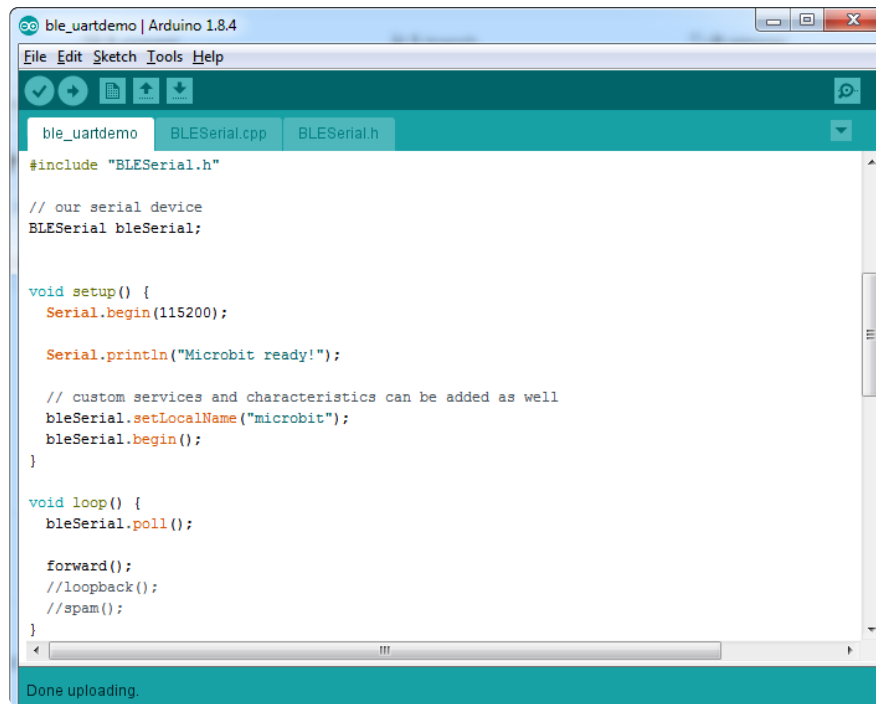 ble_uartdemo | Arduino 1.8.4
File Edit Sketch Tools Help
ble_uartdemo BLESerial.cpp BLESerial.h
#include "BLESerial.h"
// our serial device
BLESerial bleSerial;
void setup() {
Serial.begin(115200);
Serial.println("Microbit ready!");
// custom services and characteristics can be added as well
bleSerial.setLocalName("microbit");
bleSerial.begin();
}
void loop() {
bleSerial.poll();
forward();
//loopback();
//spam();
}
Done uploading.